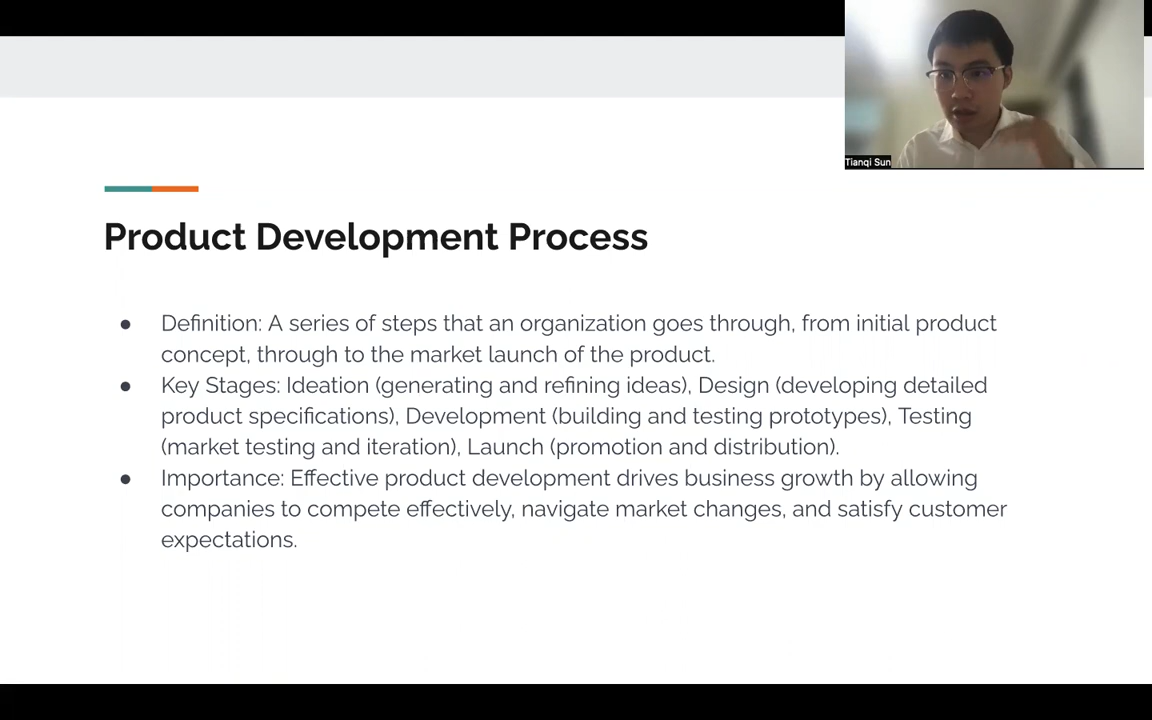 Tianqi Sun
Product Development Process
● Definition: A series of steps that an organization goes through, from initial product
concept, through to the market launch of the product.
● Key Stages: Ideation (generating and refining ideas), Design (developing detailed
product specifications), Development (building and testing prototypes), Testing
(market testing and iteration), Launch (promotion and distribution).
● Importance: Effective product development drives business growth by allowing
companies to compete effectively, navigate market changes, and satisfy customer
expectations.